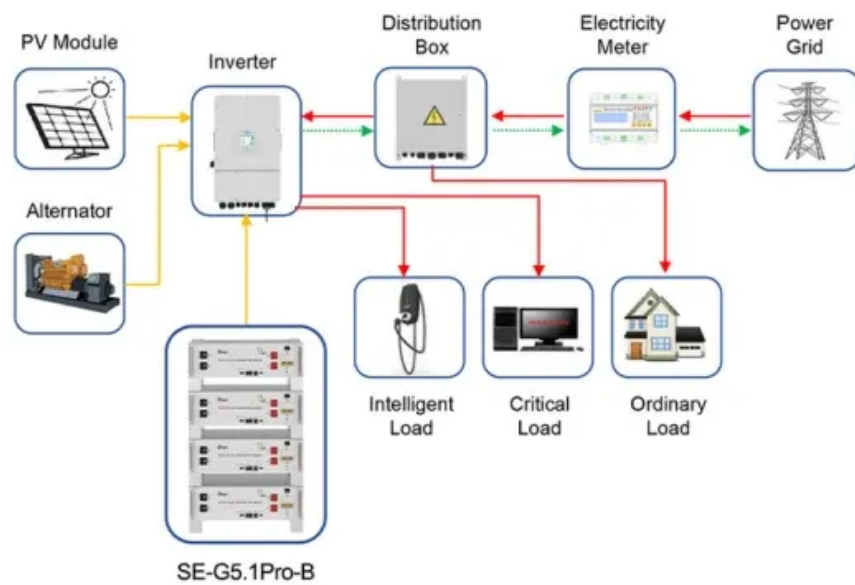 PV Module
Inverter
Distribution
Box
Electricity
Meter
Power
Grid
Alternator
Intelligent
Load
Critical
Load
Ordinary
Load
SE-G5.1Pro-B